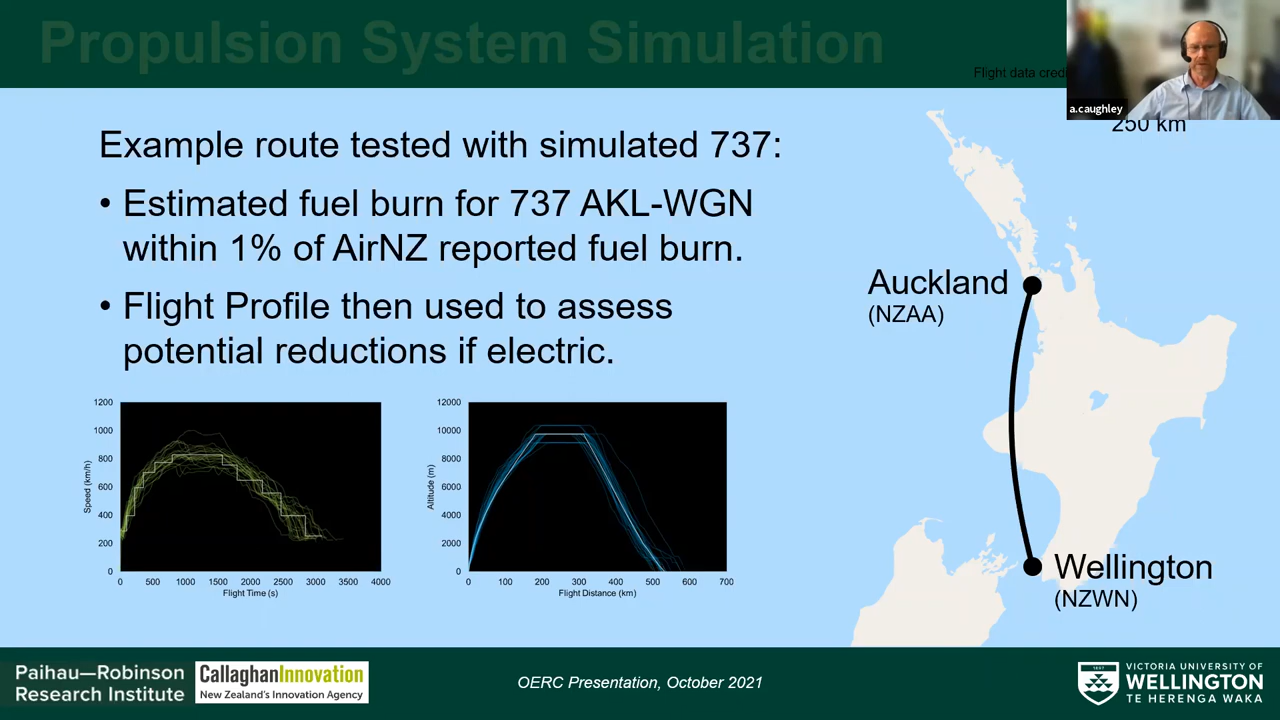 Propulsion System Simulation
Flight data cred
a.caughley
250 km
Example route tested with simulated 737:
• Estimated fuel burn for 737 AKL-WGN
within 1% of AirNZ reported fuel burn.
• Flight Profile then used to assess
potential reductions if electric.
Auckland
(NZAA)
Wellington
(NZWN)
1200
1000
800
600
400
200
0
Speed (km/h)
0 500 1000 1500 2000 2500 3000 3500 4000
Flight Time (s)
12000
10000
8000
6000
4000
2000
0
Altitude (m)
0 100 200 300 400 500 600 700
Flight Distance (km)
Paihau—Robinson
Research Institute
CallaghanInnovation
New Zealand's Innovation Agency
OERC Presentation, October 2021
1897
VICTORIA UNIVERSITY OF
WELLINGTON
TE HERENGA WAKA